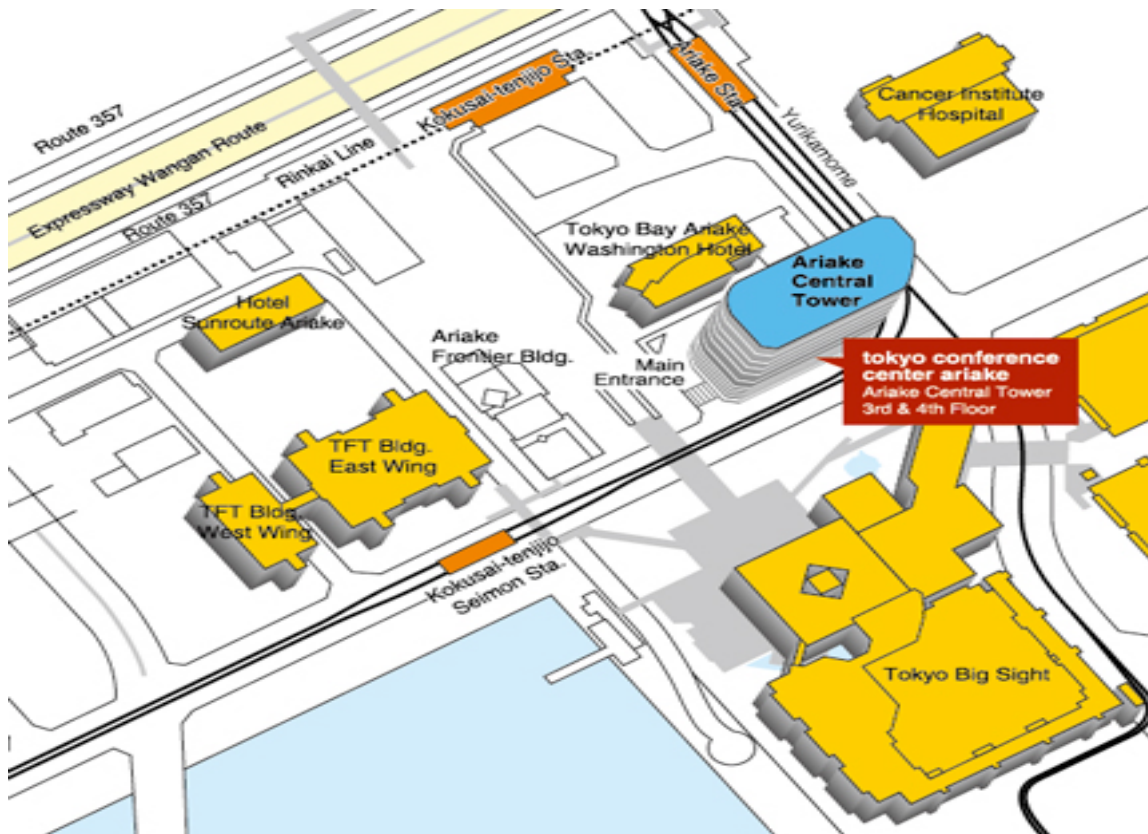 Route 357
Expressway Wangan Route
Route 357
Rinkai Line
Kokusai-tenjijo Sta.
Ariake Sta.
Yurikamome
Cancer Institute
Hospital
Tokyo Bay Ariake
Washington Hotel
Ariake
Central
Tower
Hotel
Sunroute Ariake
Ariake
Frontier Bldg.
Main
Entrance
tokyo conference
center ariake
Ariake Central Tower
3rd & 4th Floor
TFT Bldg.
East Wing
TFT Bldg.
West Wing
Kokusai-tenjijo
Seimon Sta.
Tokyo Big Sight